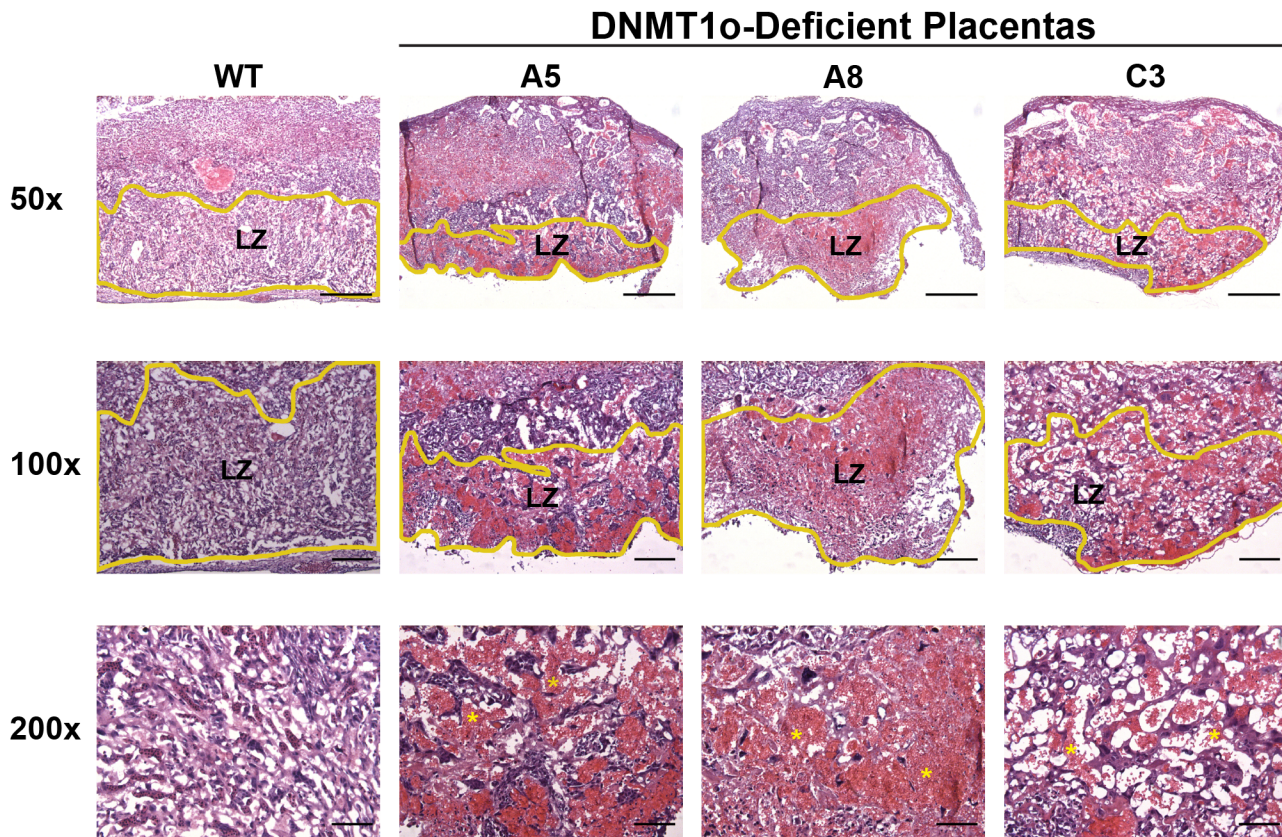 DNMT1o-Deficient Placentas
WT A5 A8 C3
50x
LZ LZ LZ LZ
100x
LZ LZ LZ LZ
200x
* * * * * *